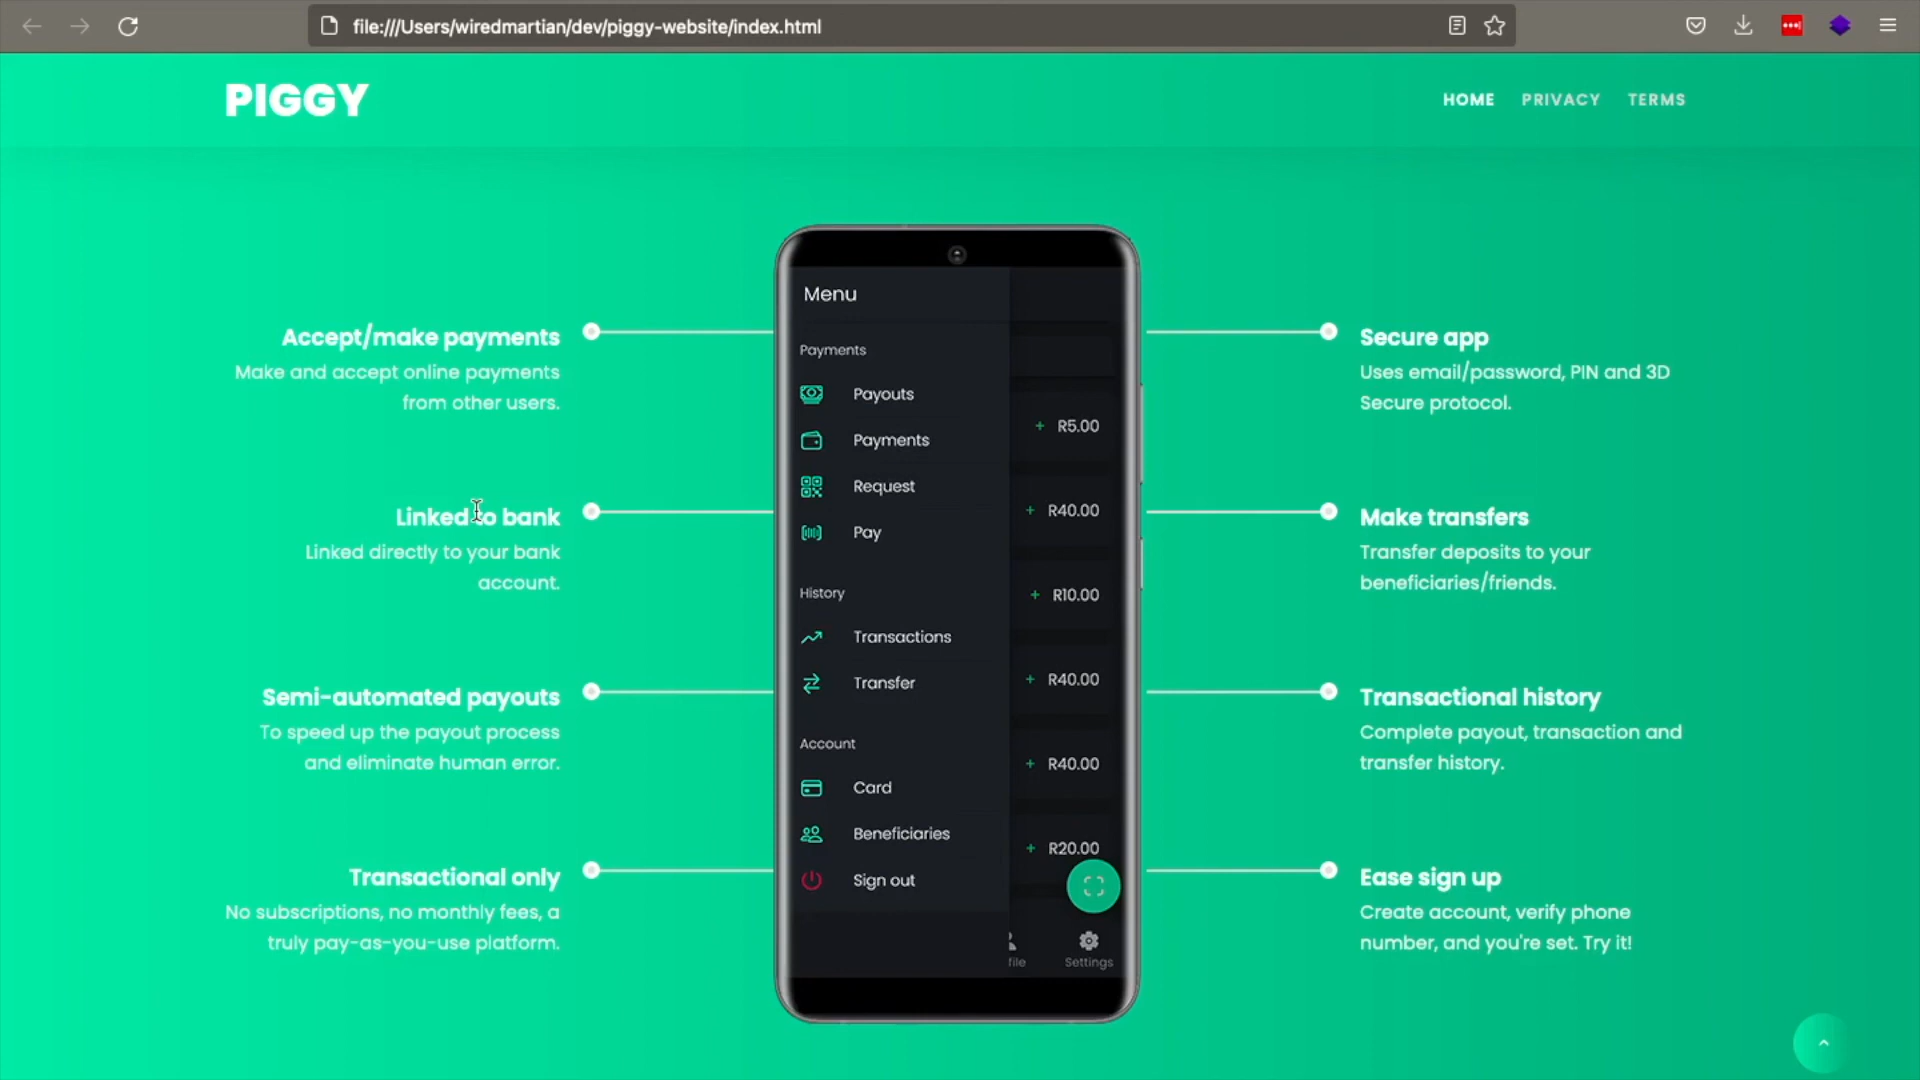 file:///Users/wiredmartian/dev/piggy-website/index.html
PIGGY
HOME PRIVACY TERMS
Accept/make payments
Make and accept online payments
from other users.
Linked to bank
Linked directly to your bank
account.
Semi-automated payouts
To speed up the payout process
and eliminate human error.
Transactional only
No subscriptions, no monthly fees, a
truly pay-as-you-use platform.
Menu
Payments
Payouts
Payments
Request
Pay
History
Transactions
Transfer
Account
Card
Beneficiaries
Sign out
+ R5.00
+ R40.00
+ R10.00
+ R40.00
+ R40.00
+ R20.00
file
Settings
Secure app
Uses email/password, PIN and 3D
Secure protocol.
Make transfers
Transfer deposits to your
beneficiaries/friends.
Transactional history
Complete payout, transaction and
transfer history.
Ease sign up
Create account, verify phone
number, and you're set. Try it!